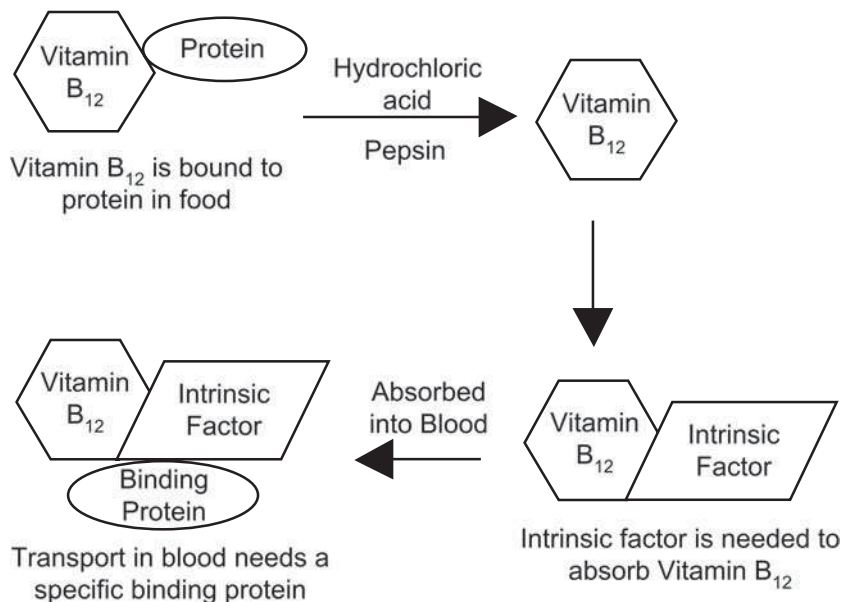 Vitamin
B₁₂
Protein
Vitamin B₁₂ is bound to
protein in food
Hydrochloric
acid
Pepsin
Vitamin
B₁₂
Vitamin
B₁₂
Intrinsic
Factor
Intrinsic factor is needed to
absorb Vitamin B₁₂
Absorbed
into Blood
Vitamin
B₁₂
Intrinsic
Factor
Binding
Protein
Transport in blood needs a
specific binding protein